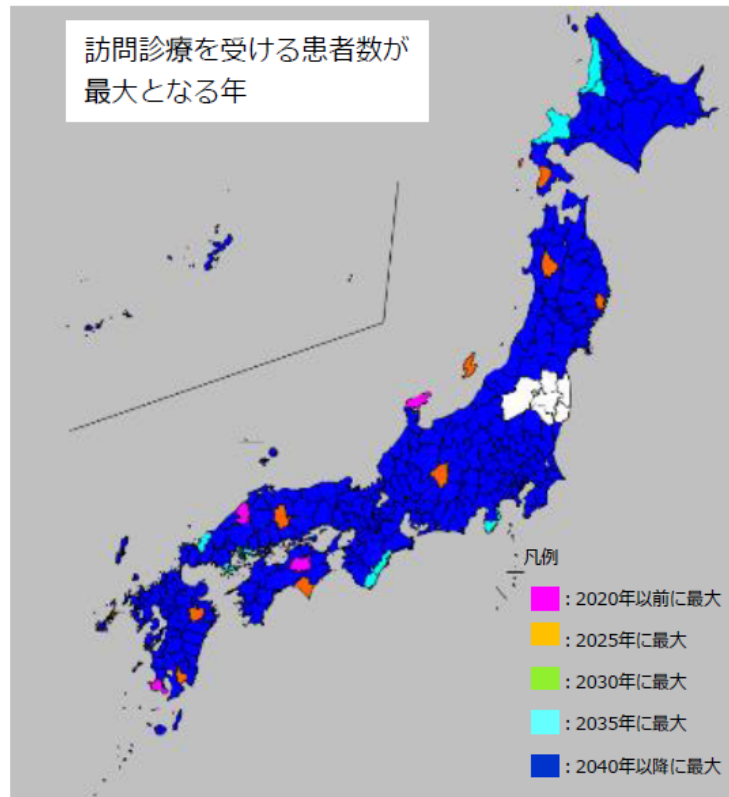 訪問診療を受ける患者数が
最大となる年
凡例
：2020年以前に最大
：2025年に最大
：2030年に最大
：2035年に最大
：2040年以降に最大